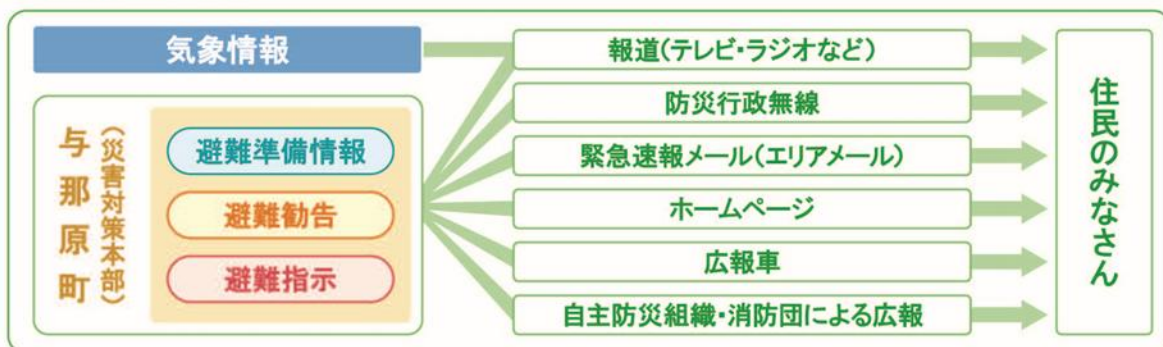 気象情報
与那原町
（災害対策本部）
避難準備情報
避難勧告
避難指示
報道（テレビ・ラジオなど）
防災行政無線
緊急速報メール（エリアメール）
ホームページ
広報車
自主防災組織・消防団による広報
住民のみなさん